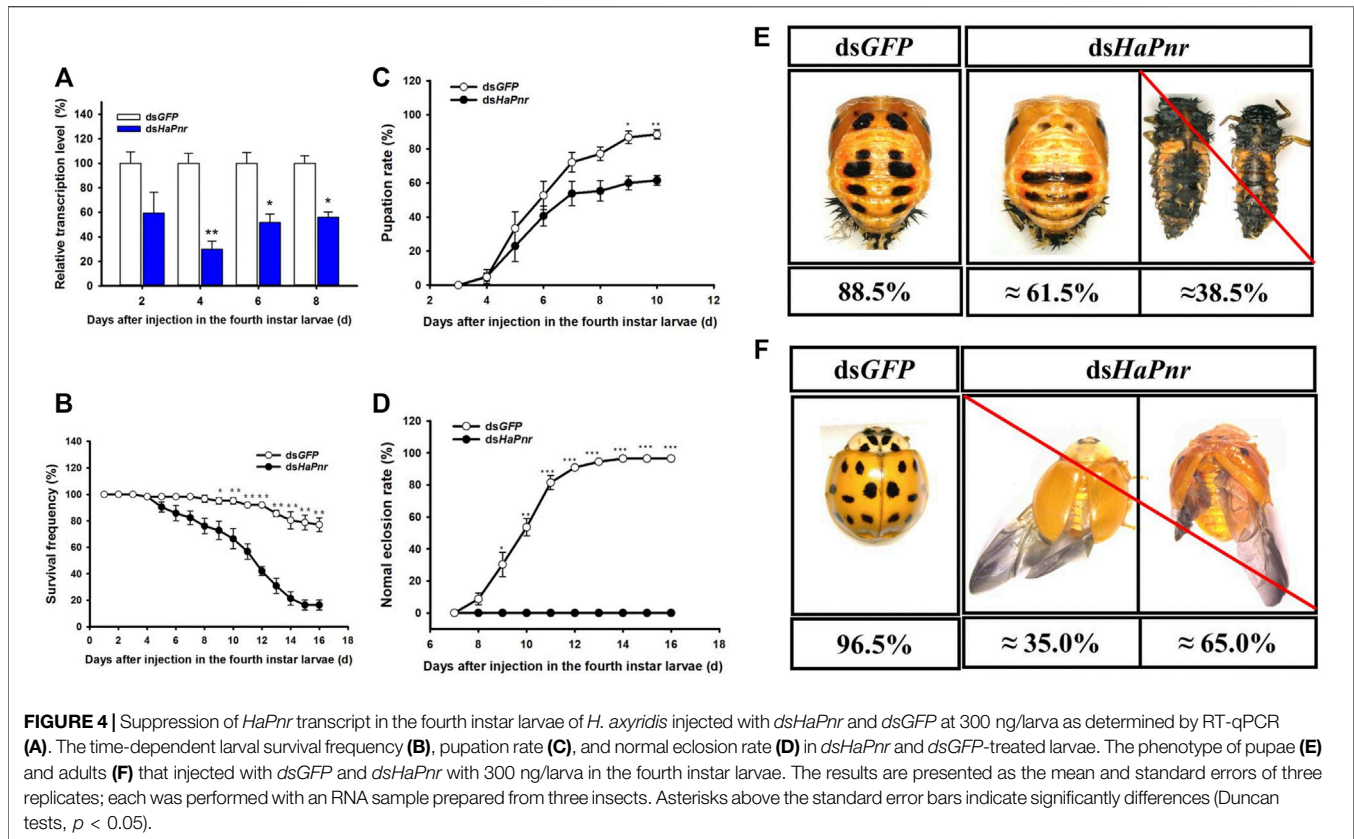 A
Relative transcription level (%)
dsGFP
dsHaPnr
140
120
100
80
60
40
20
0
**
*
*
2 4 6 8
Days after injection in the fourth instar larvae (d)
C
Pupation rate (%)
dsGFP
dsHaPnr
120
100
80
60
40
20
0
* **
2 4 6 8 10 12
Days after injection in the fourth instar larvae (d)
B
Survival frequency (%)
dsGFP
dsHaPnr
140
120
100
80
60
40
20
0
* ** **** ** ** ** **
0 2 4 6 8 10 12 14 16 18
Days after injection in the fourth instar larvae (d)
D
Nomal eclosion rate (%)
dsGFP
dsHaPnr
120
100
80
60
40
20
0
* ** *** *** *** *** *** ***
6 8 10 12 14 16 18
Days after injection in the fourth instar larvae (d)
E
dsGFP dsHaPnr
88.5% ≈ 61.5% ≈38.5%
F
dsGFP dsHaPnr
96.5% ≈ 35.0% ≈ 65.0%
FIGURE 4 | Suppression of HaPnr transcript in the fourth instar larvae of H. axyridis injected with dsHaPnr and dsGFP at 300 ng/larva as determined by RT-qPCR
(A). The time-dependent larval survival frequency (B), pupation rate (C), and normal eclosion rate (D) in dsHaPnr and dsGFP-treated larvae. The phenotype of pupae (E)
and adults (F) that injected with dsGFP and dsHaPnr with 300 ng/larva in the fourth instar larvae. The results are presented as the mean and standard errors of three
replicates; each was performed with an RNA sample prepared from three insects. Asterisks above the standard error bars indicate significantly differences (Duncan
tests, p < 0.05).